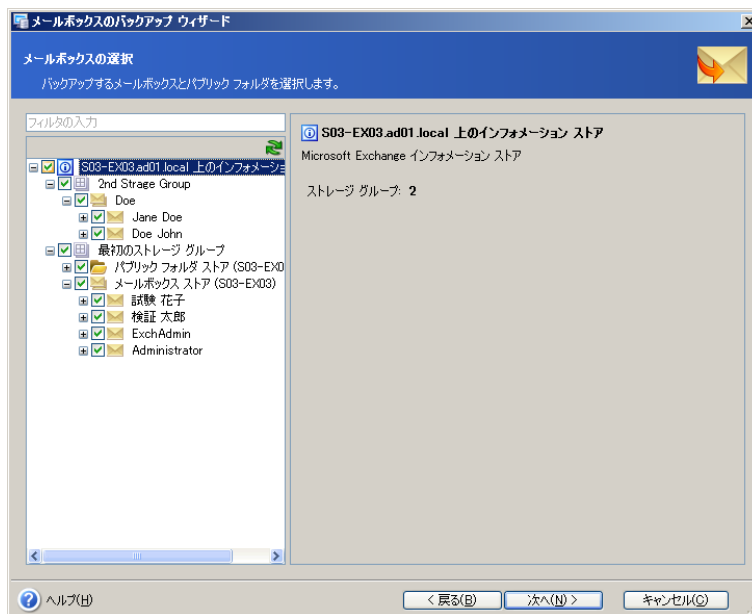 メールボックスのバックアップ ウィザード
メールボックスの選択
バックアップするメールボックスとパブリック フォルダを選択します。
フィルタの入力
S03-EX03.ad01.local 上のインフォメーショ
2nd Strage Group
Doe
Jane Doe
Doe John
最初のストレージ グループ
パブリック フォルダ ストア (S03-EX0
メールボックス ストア (S03-EX03)
試験 花子
検証 太郎
ExchAdmin
Administrator
S03-EX03.ad01.local 上のインフォメーション ストア
Microsoft Exchange インフォメーション ストア
ストレージ グループ: 2
ヘルプ(H)
< 戻る(B)
次へ(N) >
キャンセル(C)